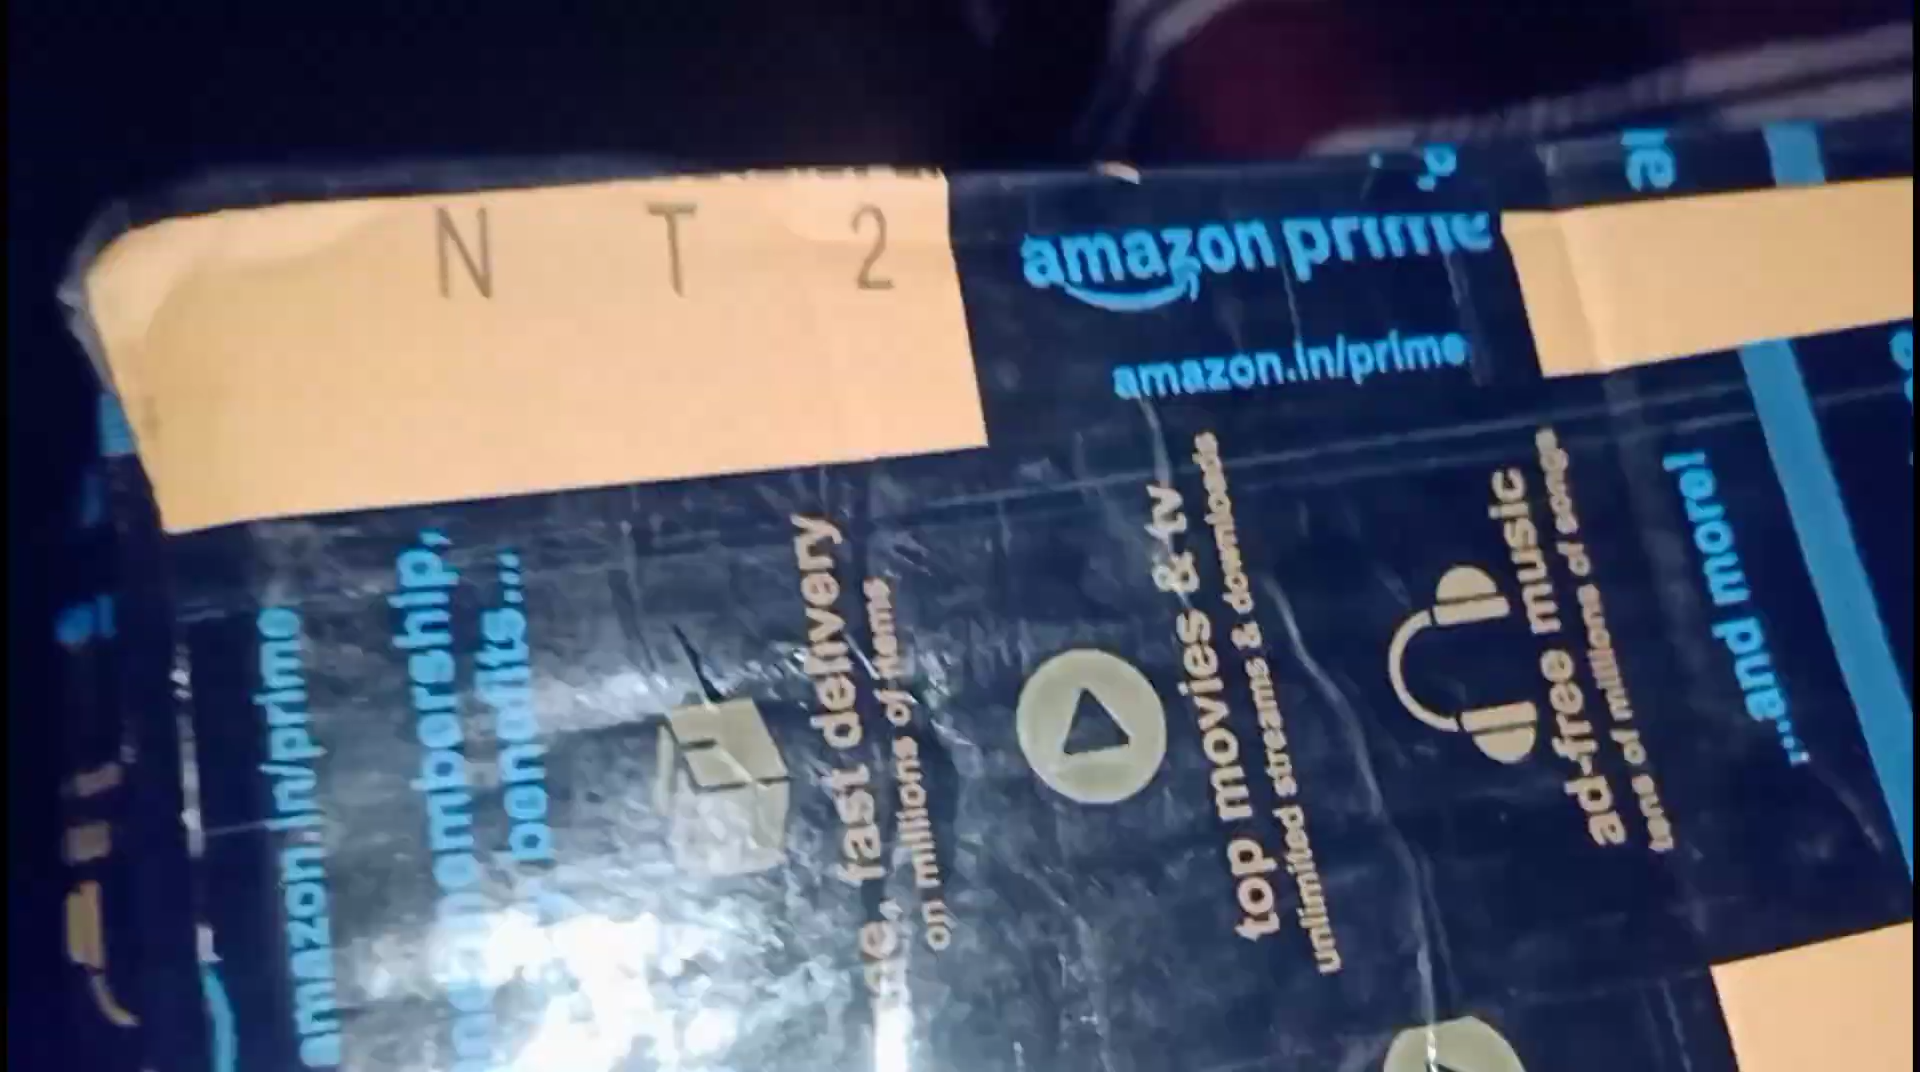 N T 2
amazon prime
amazon.in/prime
amazon.in/prime
membership,
benefits...
fast delivery
on millions of items
top movies & tv
unlimited streams & downloads
ad-free music
tens of millions of songs
...and more!